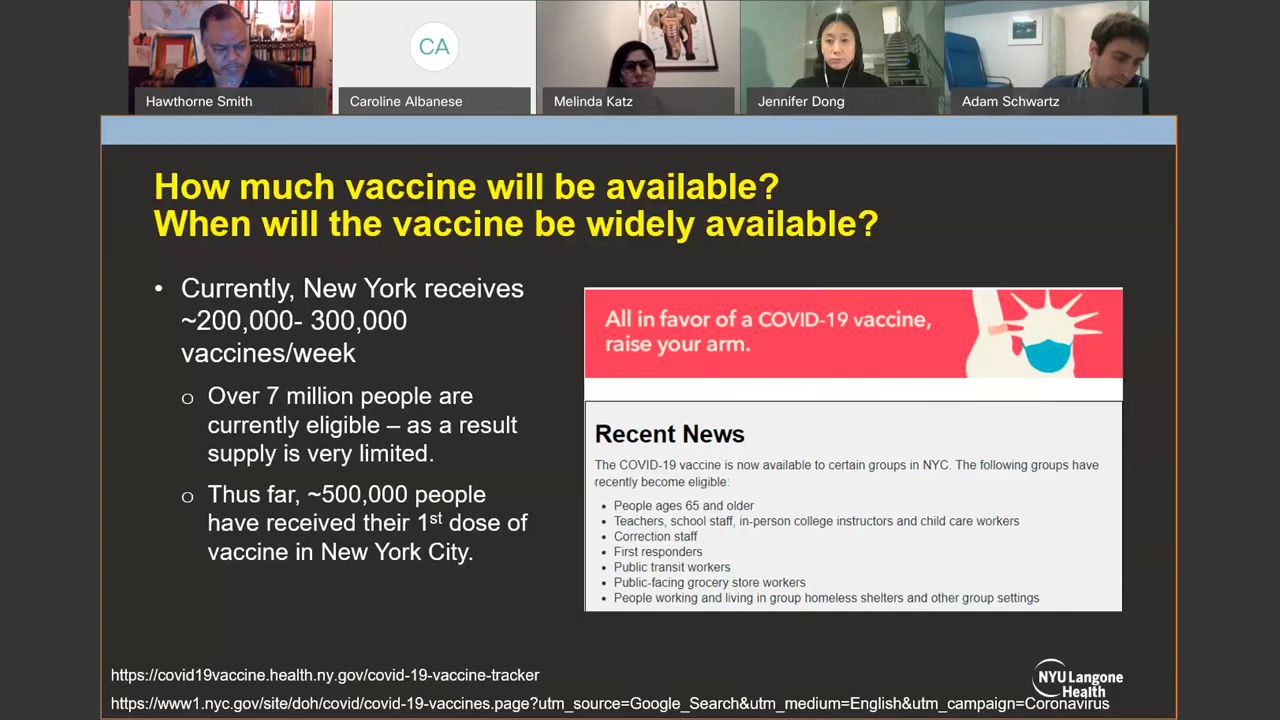 CA
Hawthorne Smith
Caroline Albanese
Melinda Katz
Jennifer Dong
Adam Schwartz
How much vaccine will be available?
When will the vaccine be widely available?
• Currently, New York receives
~200,000- 300,000
vaccines/week
o Over 7 million people are
currently eligible – as a result
supply is very limited.
o Thus far, ~500,000 people
have received their 1st dose of
vaccine in New York City.
All in favor of a COVID-19 vaccine,
raise your arm.
Recent News
The COVID-19 vaccine is now available to certain groups in NYC. The following groups have
recently become eligible:
• People ages 65 and older
• Teachers, school staff, in-person college instructors and child care workers
• Correction staff
• First responders
• Public transit workers
• Public-facing grocery store workers
• People working and living in group homeless shelters and other group settings
https://covid19vaccine.health.ny.gov/covid-19-vaccine-tracker
https://www1.nyc.gov/site/doh/covid/covid-19-vaccines.page?utm_source=Google_Search&utm_medium=English&utm_campaign=Coronavirus
NYU Langone
Health